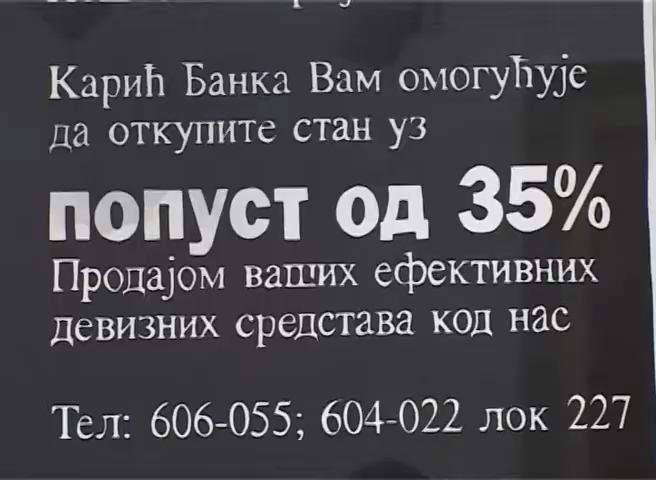 Карић Банка Вам омогућује
да откупите стан уз
попуст од 35%
Продајом ваших ефективних
девизних средстава код нас
Тел: 606-055; 604-022 лок 227